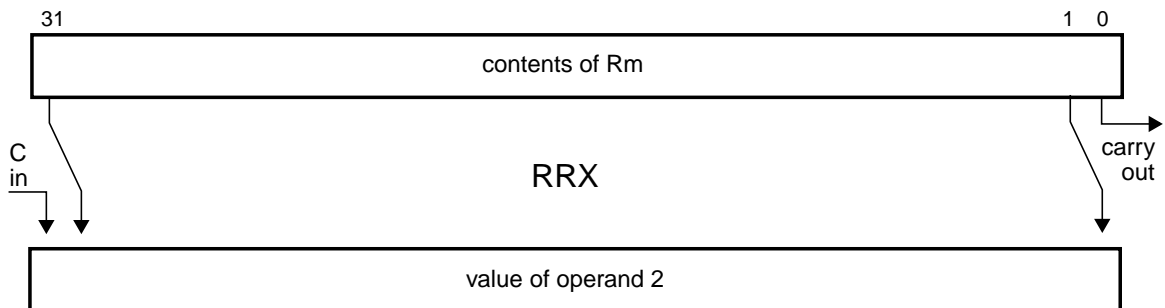 31 1 0
contents of Rm
C
in
RRX
carry
out
value of operand 2